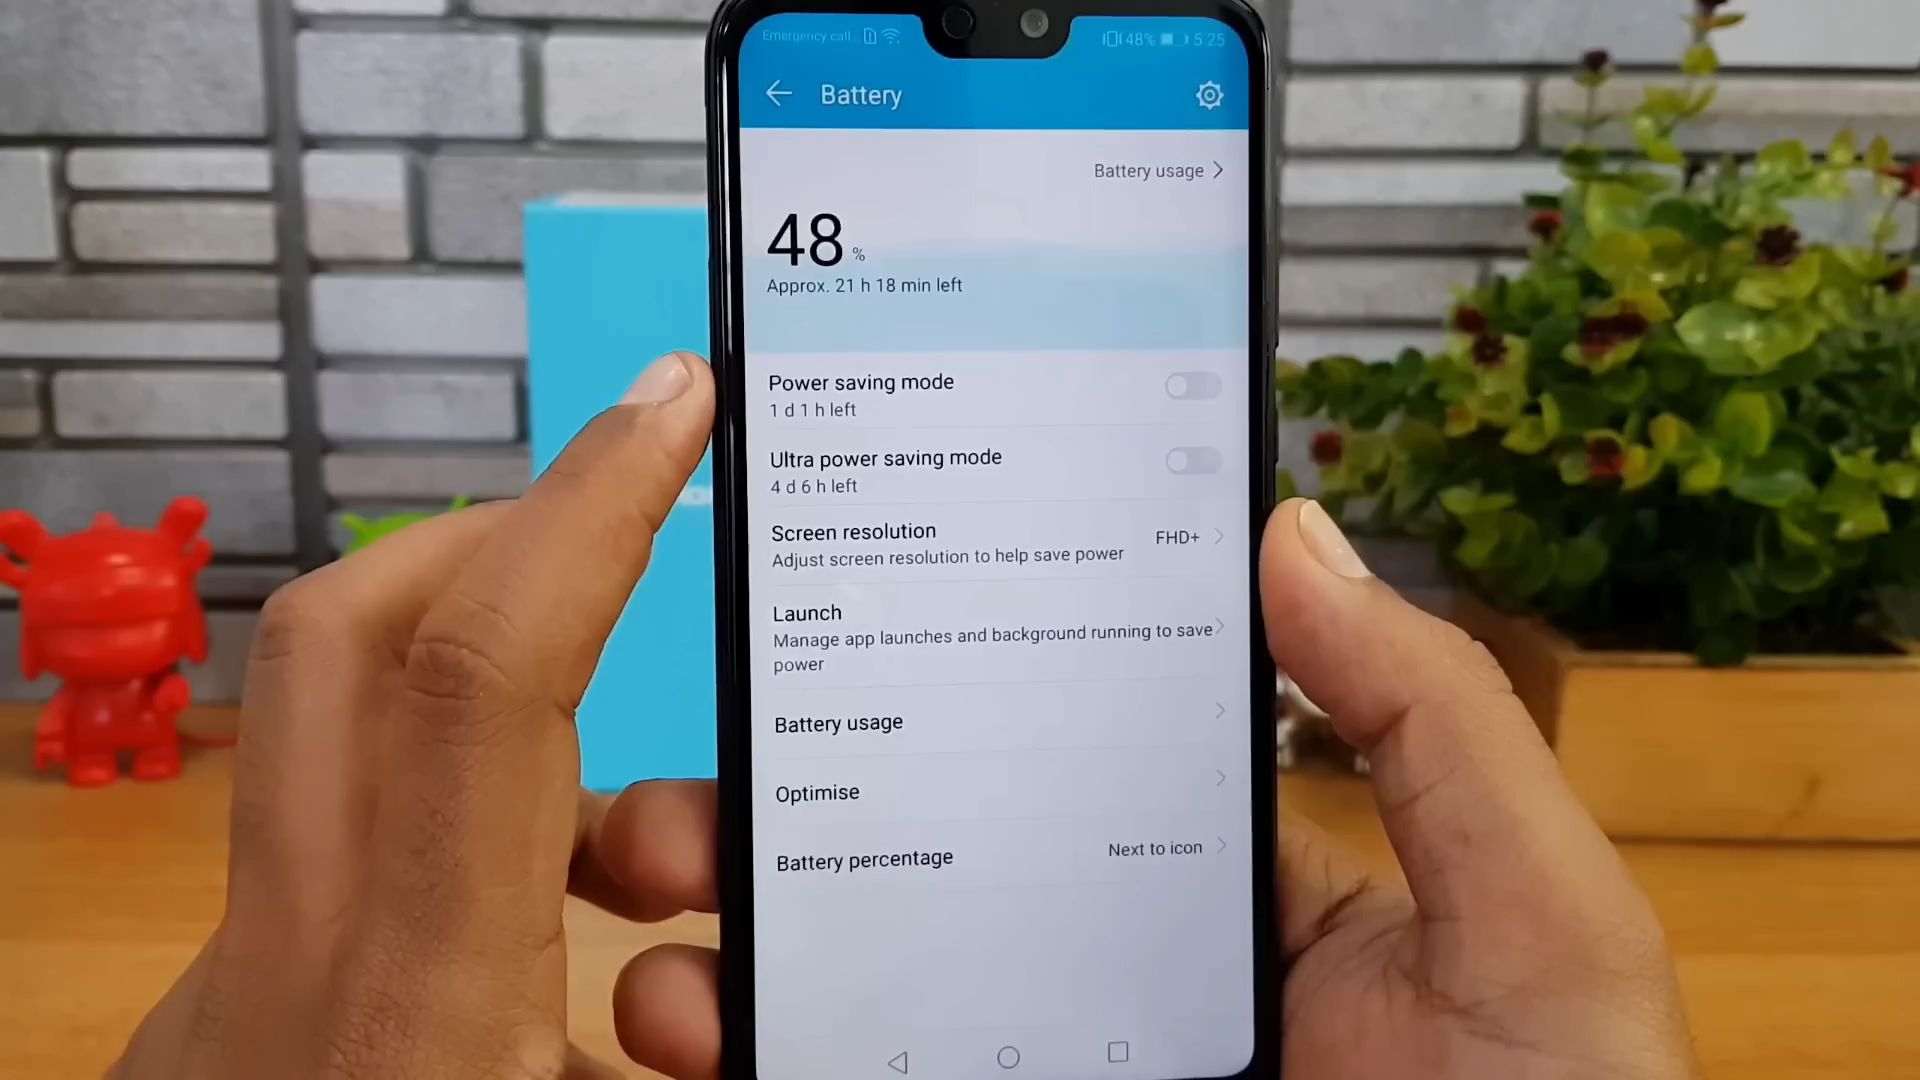 Emergency call
48% 5 25
Battery
Battery usage
48 %
Approx. 21 h 18 min left
Power saving mode
1 d 1 h left
Ultra power saving mode
4 d 6 h left
Screen resolution
FHD+
Adjust screen resolution to help save power
Launch
Manage app launches and background running to save
power
Battery usage
Optimise
Battery percentage
Next to icon